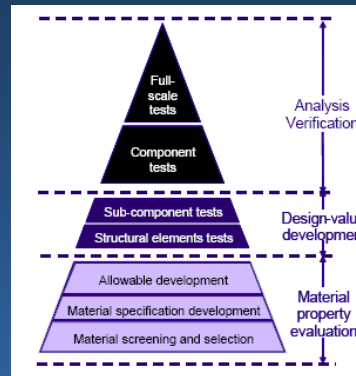 Full-
scale
tests
Component
tests
Analysis
Verification
Sub-component tests
Structural elements tests
Design-valu
developmen
Allowable development
Material specification development
Material screening and selection
Material
property
evaluation